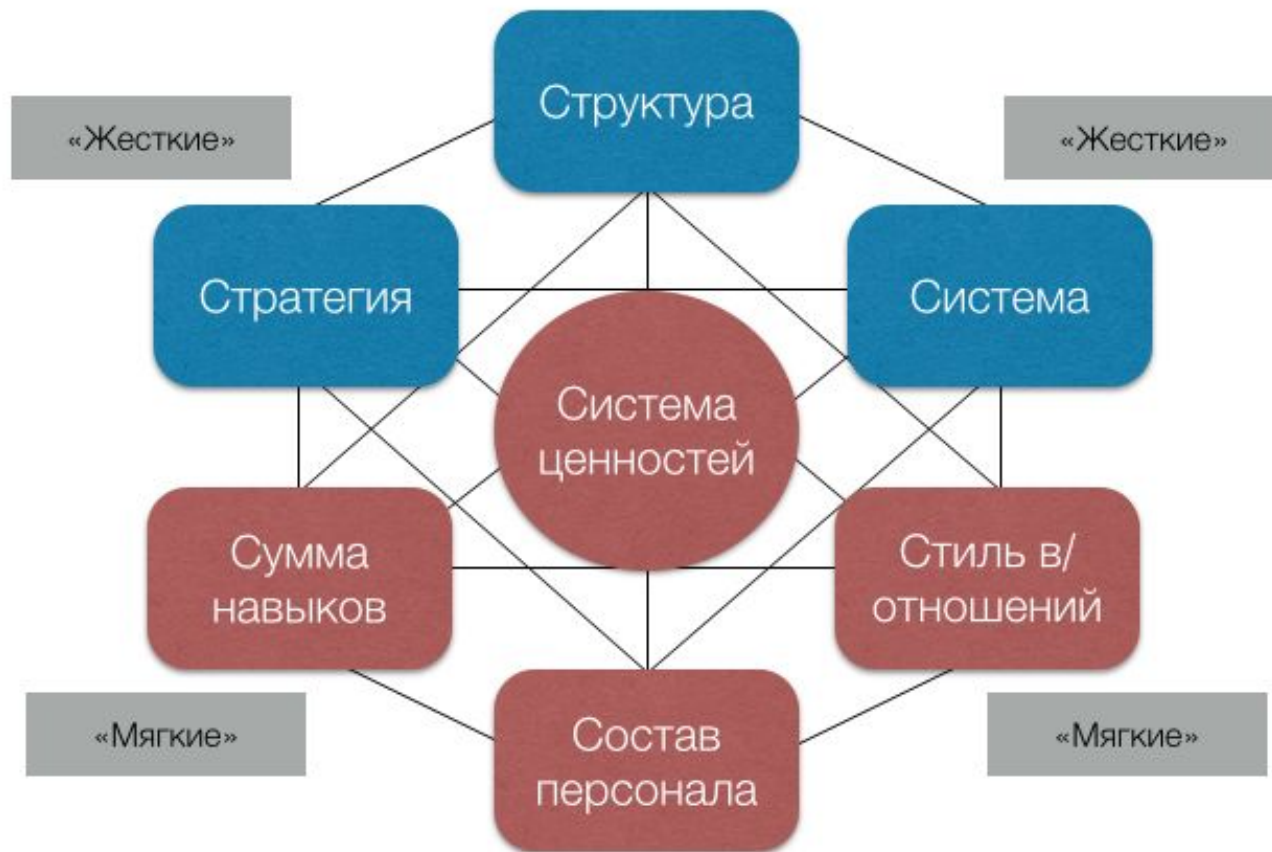 Структура
«Жесткие»
«Жесткие»
Стратегия
Система
Система
ценностей
Сумма
навыков
Стиль в/
отношений
«Мягкие»
«Мягкие»
Состав
персонала